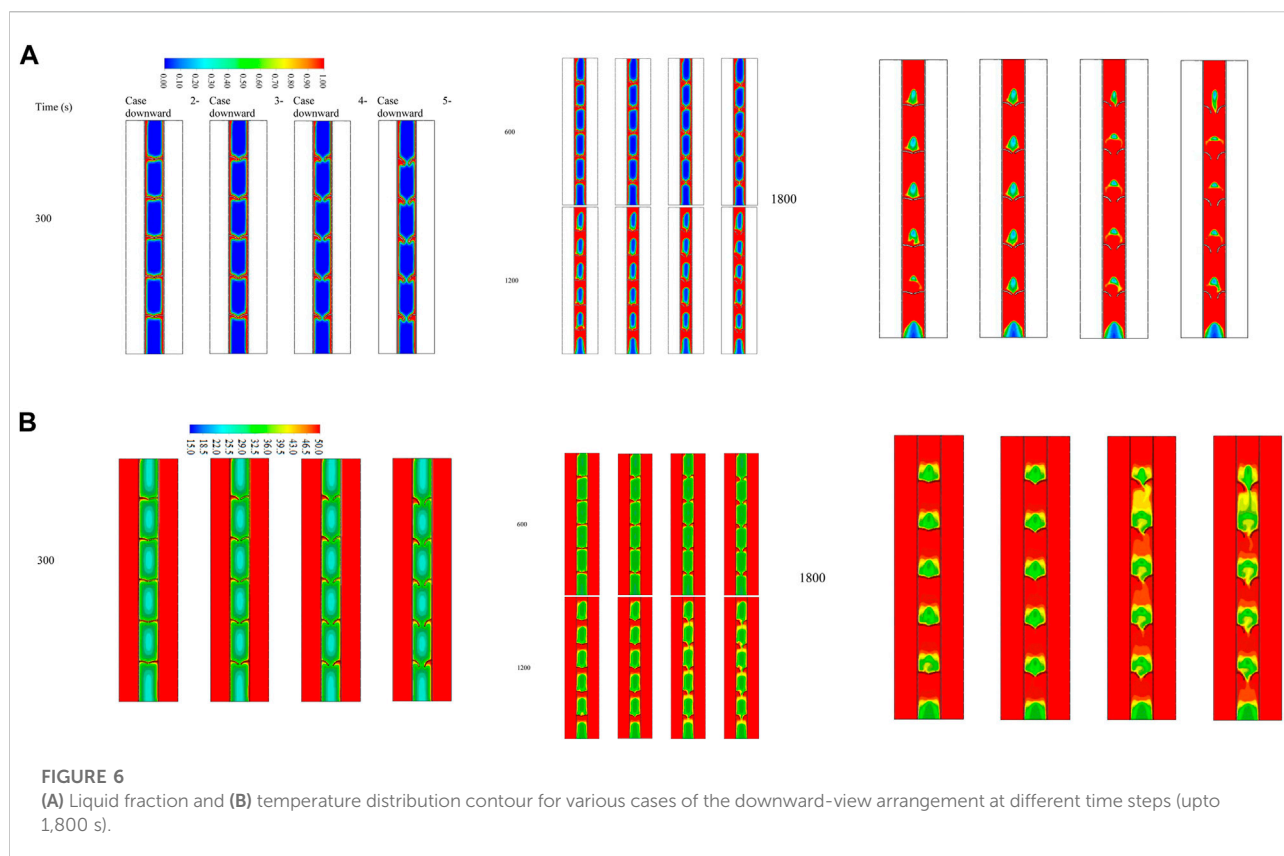 A
0.00 0.10 0.20 0.30 0.40 0.50 0.60 0.70 0.80 0.90 1.00
Time (s)
Case 2-
downward
Case 3-
downward
Case 4-
downward
Case 5-
downward
300
600
1200
1800
B
15.0 18.5 22.0 25.5 29.0 32.5 36.0 39.5 43.0 46.5 50.0
300
600
1200
1800
FIGURE 6
(A) Liquid fraction and (B) temperature distribution contour for various cases of the downward-view arrangement at different time steps (upto
1,800 s).